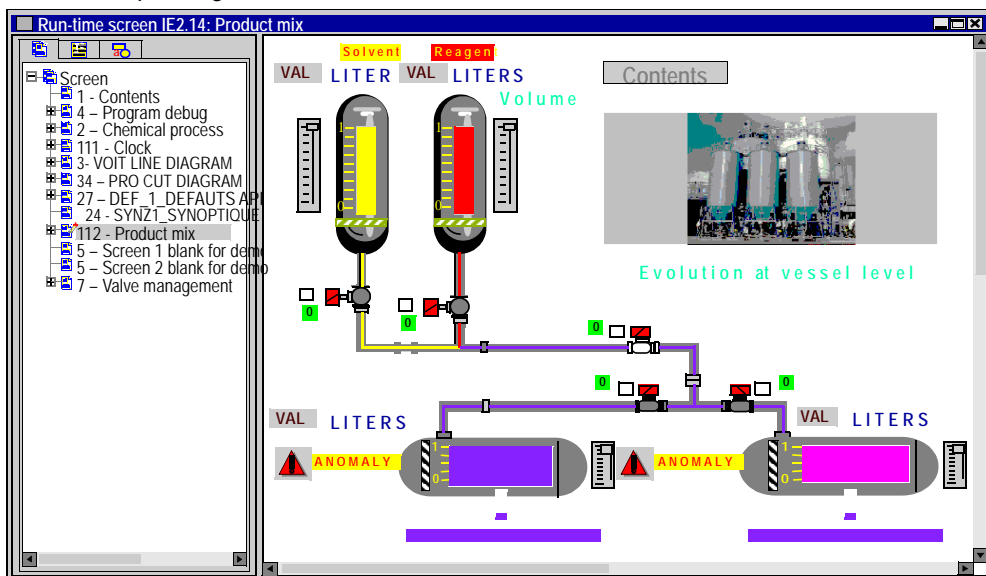 Run-time screen IE2.14: Product mix
Screen
1 - Contents
4 – Program debug
2 – Chemical process
111 - Clock
3- VOIT LINE DIAGRAM
34 – PRO CUT DIAGRAM
27 – DEF_1_DEFAUTS API
24 - SYNZ1_SYNOPTIQUE
112 - Product mix
5 – Screen 1 blank for demo
5 – Screen 2 blank for demo
7 – Valve management
Solvent
Reagen
VAL LITER
VAL LITERS
Volume
Contents
1
0
1
0
Evolution at vessel level
0
0
0
0
0
VAL LITERS
VAL LITERS
ANOMALY
1
0
ANOMALY
1
0